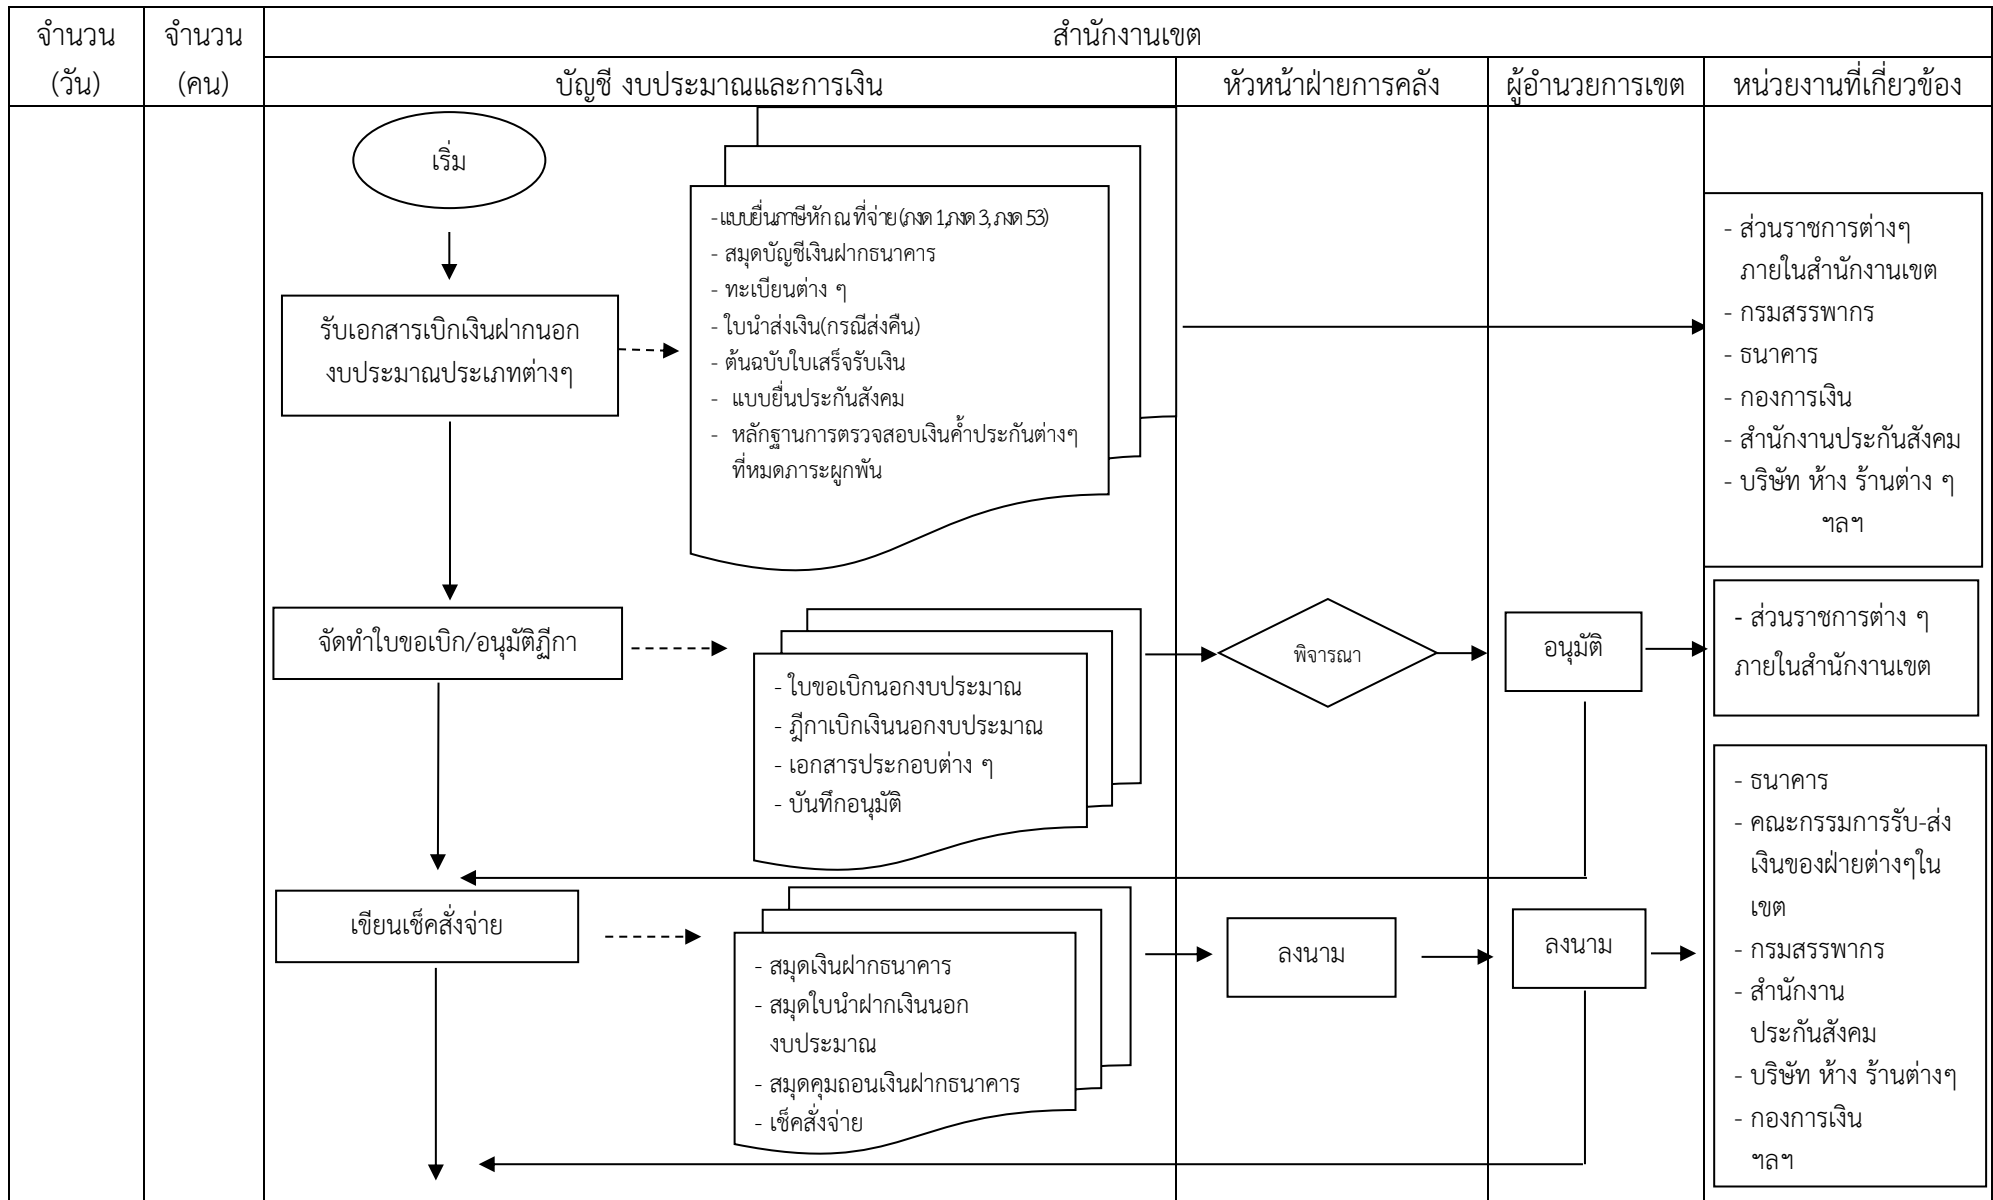 จำนวน
(วัน)
จำนวน
(คน)
สำนักงานเขต
บัญชี งบประมาณและการเงิน
หัวหน้าฝ่ายการคลัง
ผู้อำนวยการเขต
หน่วยงานที่เกี่ยวข้อง
เริ่ม
รับเอกสารเบิกเงินฝากนอก
งบประมาณประเภทต่างๆ
-แบบยื่นภาษีหัก ณ ที่จ่าย (ภงด 1,ภงด 3, ภงด 53)
- สมุดบัญชีเงินฝากธนาคาร
- ทะเบียนต่าง ๆ
- ใบนำส่งเงิน(กรณีส่งคืน)
- ต้นฉบับใบเสร็จรับเงิน
- แบบยื่นประกันสังคม
- หลักฐานการตรวจสอบเงินค้ำประกันต่างๆ
ที่หมดภาระผูกพัน
- ส่วนราชการต่างๆ
ภายในสำนักงานเขต
- กรมสรรพากร
- ธนาคาร
- กองการเงิน
- สำนักงานประกันสังคม
- บริษัท ห้าง ร้านต่าง ๆ
ฯลฯ
จัดทำใบขอเบิก/อนุมัติฎีกา
- ใบขอเบิกนอกงบประมาณ
- ฎีกาเบิกเงินนอกงบประมาณ
- เอกสารประกอบต่าง ๆ
- บันทึกอนุมัติ
พิจารณา
อนุมัติ
- ส่วนราชการต่าง ๆ
ภายในสำนักงานเขต
เขียนเช็คสั่งจ่าย
- สมุดเงินฝากธนาคาร
- สมุดใบนำฝากเงินนอก
งบประมาณ
- สมุดคุมถอนเงินฝากธนาคาร
- เช็คสั่งจ่าย
ลงนาม
ลงนาม
- ธนาคาร
- คณะกรรมการรับ-ส่ง
เงินของฝ่ายต่างๆใน
เขต
- กรมสรรพากร
- สำนักงาน
ประกันสังคม
- บริษัท ห้าง ร้านต่างๆ
- กองการเงิน
ฯลฯ